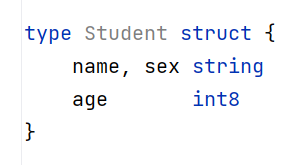 type Student struct {
    name, sex string
    age       int8
}